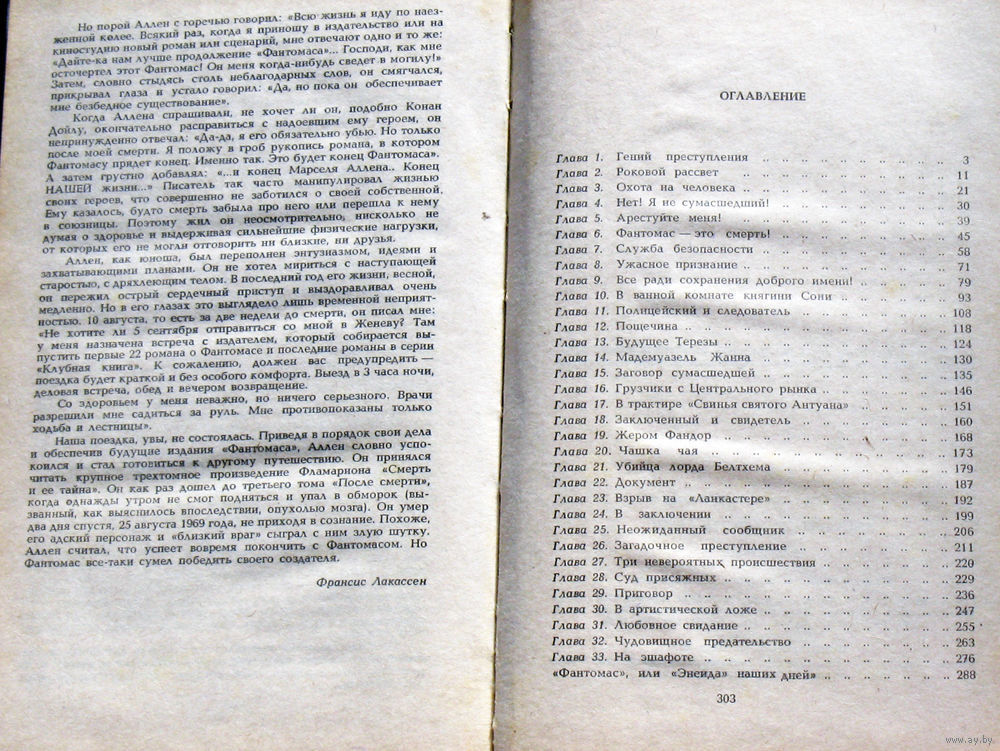 Но порой Аллен с горечью говорил: «Всю жизнь я иду по наез-
женной колее. Всякий раз, когда я приношу в издательство или на
киностудию новый роман или сценарий, мне отвечают одно и то же:
«Дайте-ка нам лучше продолжение «Фантомаса»... Господи, как мне
осточертел этот Фантомас! Он меня когда-нибудь сведет в могилу!»
Затем, словно стыдясь столь неблагодарных слов, он смягчался,
прикрывал глаза и устало говорил: «Да, но пока он обеспечивает
мне безбедное существование».
Когда Аллена спрашивали, не хочет ли он, подобно Конан
Дойлу, окончательно расправиться с надоевшим ему героем, он
непринужденно отвечал: «Да-да, я его обязательно убью. Но только
после моей смерти. Я положу в гроб рукопись романа, в котором
Фантомасу придет конец. Именно так. Это будет конец Фантомаса».
А затем грустно добавлял: «...и конец Марселя Аллена.. Конец
НАШЕЙ жизни...» Писатель так часто манипулировал жизнью
своих героев, что совершенно не заботился о своей собственной.
Ему казалось, будто смерть забыла про него или перешла к нему
в союзницы. Поэтому жил он неосмотрительно, нисколько не
думая о здоровье и выдерживая сильнейшие физические нагрузки,
от которых его не могли отговорить ни близкие, ни друзья.
Аллен, как юноша, был переполнен энтузиазмом, идеями и
захватывающими планами. Он не хотел мириться с наступающей
старостью, с дряхлеющим телом. В последний год его жизни, весной,
он пережил острый сердечный приступ и выздоравливал очень
медленно. Но в его глазах это выглядело лишь временной неприят-
ностью. 10 августа, то есть за две недели до смерти, он писал мне:
«Не хотите ли 5 сентября отправиться со мной в Женеву? Там
у меня назначена встреча с издателем, который собирается вы-
пустить первые 22 романа о Фантомасе и последние романы в серии
«Клубная книга». К сожалению, должен вас предупредить —
поездка будет краткой и без особого комфорта. Выезд в 3 часа ночи,
деловая встреча, обед и вечером возвращение.
Со здоровьем у меня неважно, но ничего серьезного. Врачи
разрешили мне садиться за руль. Мне противопоказаны только
ходьба и лестницы».
Наша поездка, увы, не состоялась. Приведя в порядок свои дела
и обеспечив будущие издания «Фантомаса», Аллен словно успо-
коился и стал готовиться к другому путешествию. Он принялся
читать крупное трехтомное произведение Фламариона «Смерть
и ее тайна». Он как раз дошел до третьего тома «После смерти»,
когда однажды утром не смог подняться и упал в обморок (вы-
званный, как выяснилось впоследствии, опухолью мозга). Он умер
два дня спустя, 25 августа 1969 года, не приходя в сознание. Похоже,
его адский персонаж и «близкий враг» сыграл с ним злую шутку.
Аллен считал, что успеет вовремя покончить с Фантомасом. Но
Фантомас все-таки сумел победить своего создателя.
Франсис Лакассен
ОГЛАВЛЕНИЕ
Глава 1. Гений преступления .. .. .. .. .. .. .. .. 3
Глава 2. Роковой рассвет .. .. .. .. .. .. .. .. 11
Глава 3. Охота на человека .. .. .. .. .. .. .. .. 21
Глава 4. Нет! Я не сумасшедший! .. .. .. .. .. .. .. 30
Глава 5. Арестуйте меня! .. .. .. .. .. .. .. .. 39
Глава 6. Фантомас — это смерть! .. .. .. .. .. .. .. 45
Глава 7. Служба безопасности .. .. .. .. .. .. .. .. 58
Глава 8. Ужасное признание .. .. .. .. .. .. .. .. 71
Глава 9. Все ради сохранения доброго имени! .. .. .. .. 79
Глава 10. В ванной комнате княгини Сони .. .. .. .. .. 93
Глава 11. Полицейский и следователь .. .. .. .. .. .. 108
Глава 12. Пощечина .. .. .. .. .. .. .. .. .. 118
Глава 13. Будущее Терезы .. .. .. .. .. .. .. .. 124
Глава 14. Мадемуазель Жанна .. .. .. .. .. .. .. 130
Глава 15. Заговор сумасшедшей .. .. .. .. .. .. .. 135
Глава 16. Грузчики с Центрального рынка .. .. .. .. .. 146
Глава 17. В трактире «Свинья святого Антуана» .. .. .. .. 151
Глава 18. Заключенный и свидетель .. .. .. .. .. .. 160
Глава 19. Жером Фандор .. .. .. .. .. .. .. .. 168
Глава 20. Чашка чая .. .. .. .. .. .. .. .. .. 173
Глава 21. Убийца лорда Белтхема .. .. .. .. .. .. .. 179
Глава 22. Документ .. .. .. .. .. .. .. .. .. 187
Глава 23. Взрыв на «Ланкастере» .. .. .. .. .. .. .. 192
Глава 24. В заключении .. .. .. .. .. .. .. .. 199
Глава 25. Неожиданный сообщник .. .. .. .. .. .. .. 206
Глава 26. Загадочное преступление .. .. .. .. .. .. .. 211
Глава 27. Три невероятных происшествия .. .. .. .. .. 220
Глава 28. Суд присяжных .. .. .. .. .. .. .. .. 229
Глава 29. Приговор .. .. .. .. .. .. .. .. .. 236
Глава 30. В артистической ложе .. .. .. .. .. .. .. 247
Глава 31. Любовное свидание .. .. .. .. .. .. .. .. 255
Глава 32. Чудовищное предательство .. .. .. .. .. .. 263
Глава 33. На эшафоте .. .. .. .. .. .. .. .. .. 276
«Фантомас», или «Энеида» наших дней» .. .. .. .. .. .. 288
303
www.ay.by